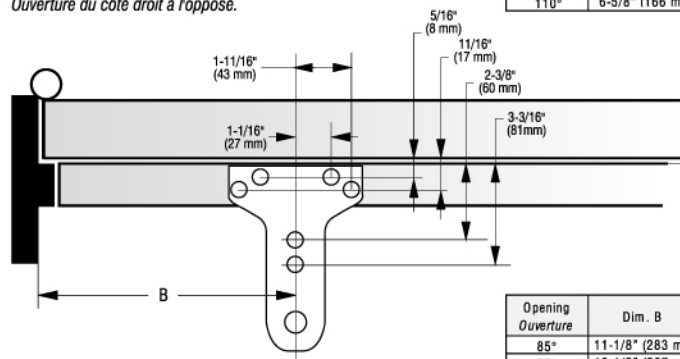 Ouverture du côté droit à l'opposé.
110° 6-5/8" (166 m
5/16"
(8 mm)
11/16"
(17 mm)
1-11/16"
(43 mm)
2-3/8"
(60 mm)
3-3/16"
(81mm)
1-1/16"
(27 mm)
B
Opening
Ouverture
Dim. B
85°
11-1/8" (283 m